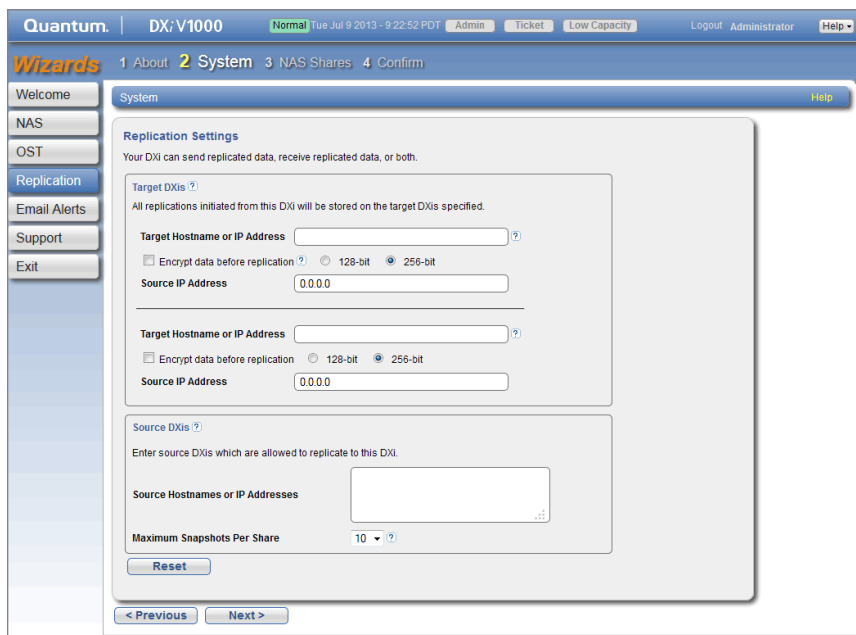 Quantum. DXi V1000 Normal Tue Jul 9 2013 - 9:22:52 PDT Admin Ticket Low Capacity Logout Administrator Help
Wizards 1 About 2 System 3 NAS Shares 4 Confirm
Welcome
NAS
OST
Replication
Email Alerts
Support
Exit
System Help
Replication Settings
Your DXi can send replicated data, receive replicated data, or both.
Target DXis ?
All replications initiated from this DXi will be stored on the target DXis specified.
Target Hostname or IP Address ?
Encrypt data before replication ? 128-bit 256-bit
Source IP Address 0.0.0.0
Target Hostname or IP Address ?
Encrypt data before replication 128-bit 256-bit
Source IP Address 0.0.0.0
Source DXis ?
Enter source DXis which are allowed to replicate to this DXi.
Source Hostnames or IP Addresses
Maximum Snapshots Per Share 10 ?
Reset
< Previous Next >